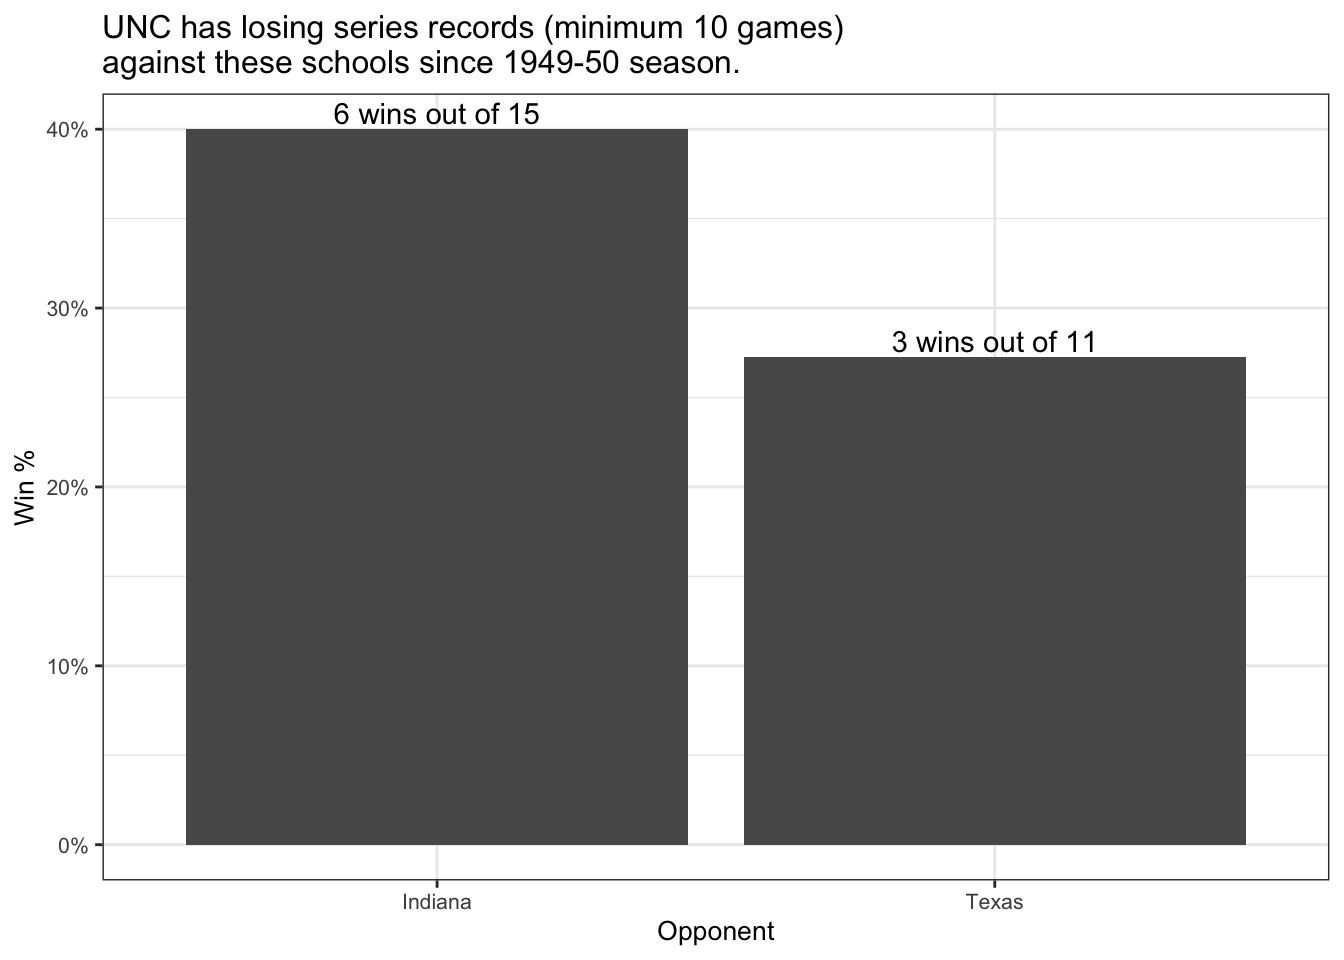 UNC has losing series records (minimum 10 games)
against these schools since 1949-50 season.
6 wins out of 15
40%
30%
3 wins out of 11
Win %
20%
10%
0%
Indiana
Texas
Opponent